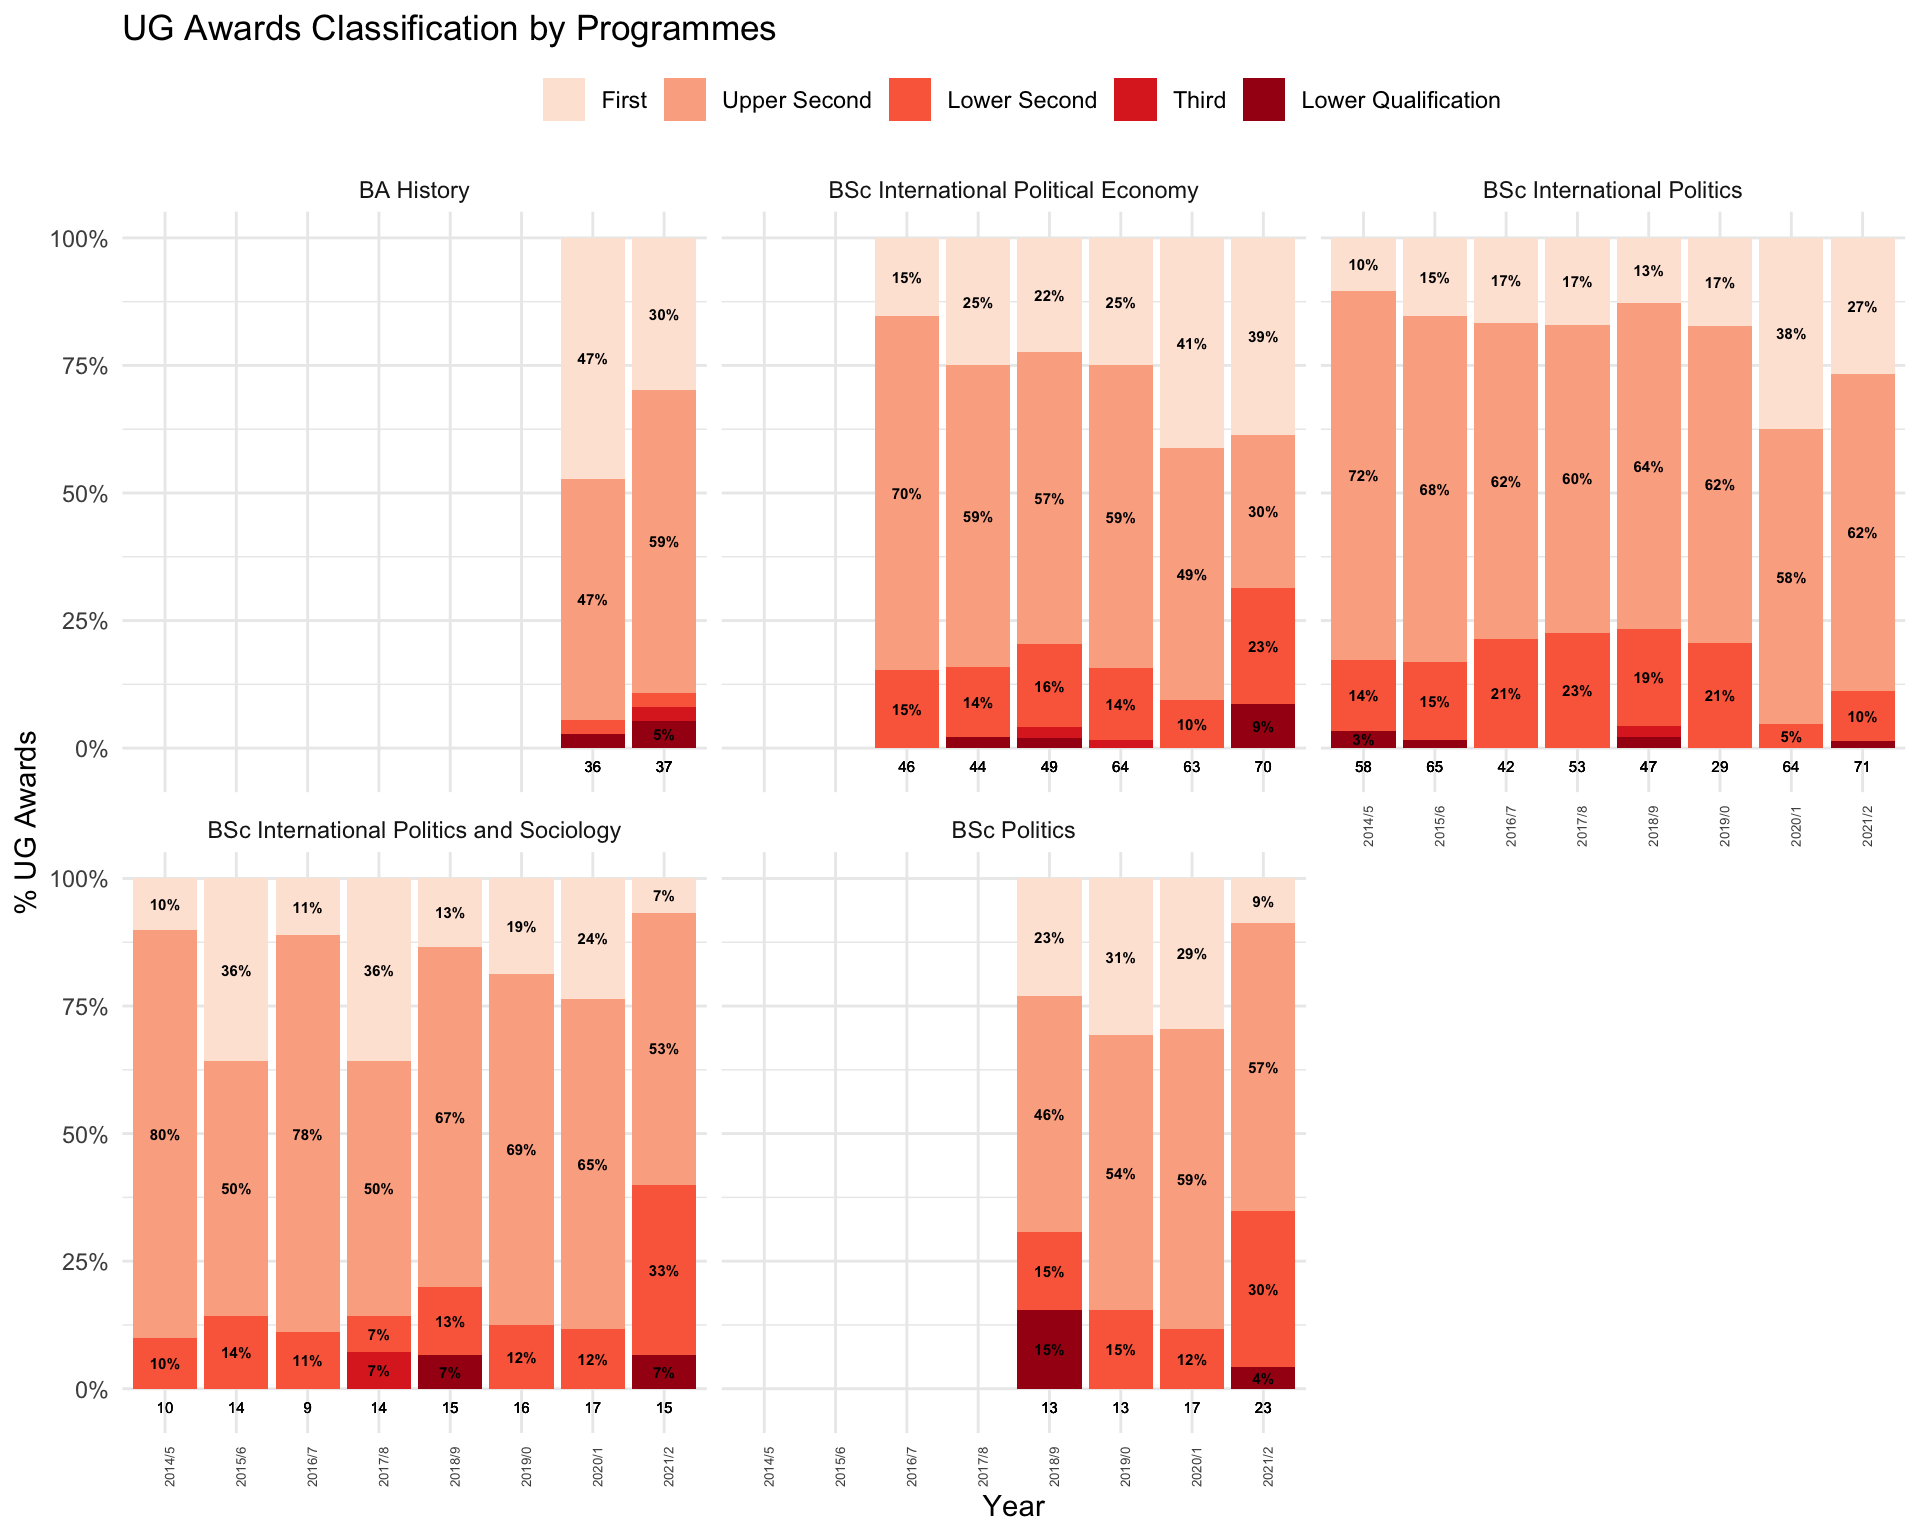 UG Awards Classification by Programmes
First Upper Second Lower Second Third Lower Qualification
BA History
BSc International Political Economy
BSc International Politics
% UG Awards
100%
75%
50%
25%
0%
47% 30%
47% 59%
5%
36 37
15% 25% 22% 25% 41% 39%
70% 59% 57% 59% 49% 30%
15% 14% 16% 14% 10% 23%
9%
46 44 49 64 63 70
10% 15% 17% 17% 13% 17% 38% 27%
72% 68% 62% 60% 64% 62% 58% 62%
14% 15% 21% 23% 19% 21% 5% 10%
3%
58 65 42 53 47 29 64 71
2014/5 2015/6 2016/7 2017/8 2018/9 2019/0 2020/1 2021/2
BSc International Politics and Sociology
BSc Politics
100%
75%
50%
25%
0%
10% 36% 11% 36% 13% 19% 24% 7%
80% 50% 78% 50% 67% 69% 65% 53%
10% 14% 11% 7% 13% 12% 12% 33%
7% 7% 7%
10 14 9 14 15 16 17 15
2014/5 2015/6 2016/7 2017/8 2018/9 2019/0 2020/1 2021/2
23% 31% 29% 9%
46% 54% 59% 57%
15% 15% 12% 30%
15% 4%
13 13 17 23
2014/5 2015/6 2016/7 2017/8 2018/9 2019/0 2020/1 2021/2
Year